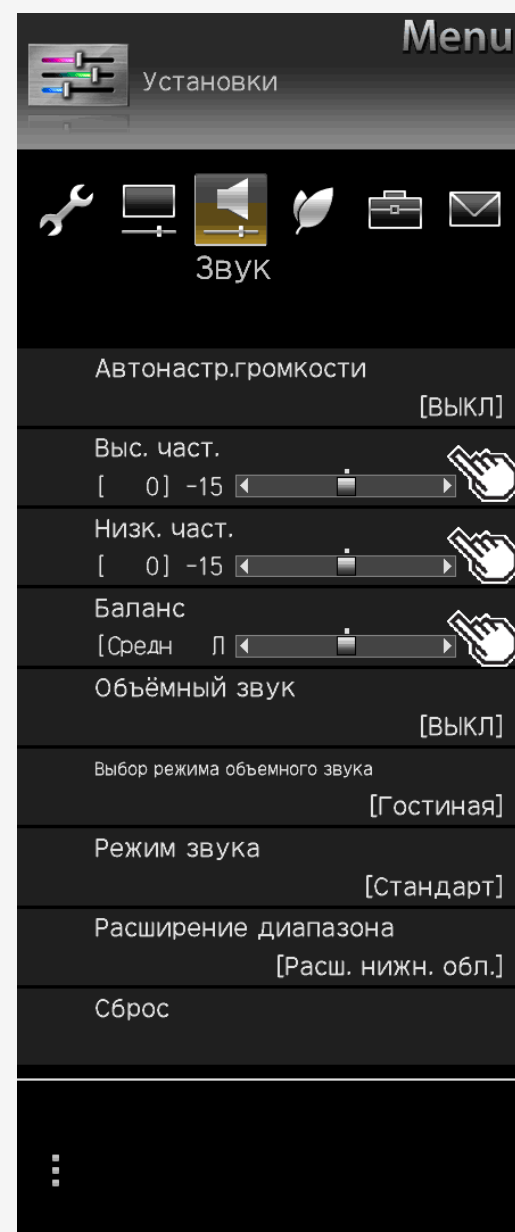 Menu
Установки
Звук
Автонастр.громкости
[ВЫКЛ]
Выс. част.
[ 0] -15
Низк. част.
[ 0] -15
Баланс
[Средн Л
Объёмный звук
[ВЫКЛ]
Выбор режима объемного звука
[Гостиная]
Режим звука
[Стандарт]
Расширение диапазона
[Расш. нижн. обл.]
Сброс